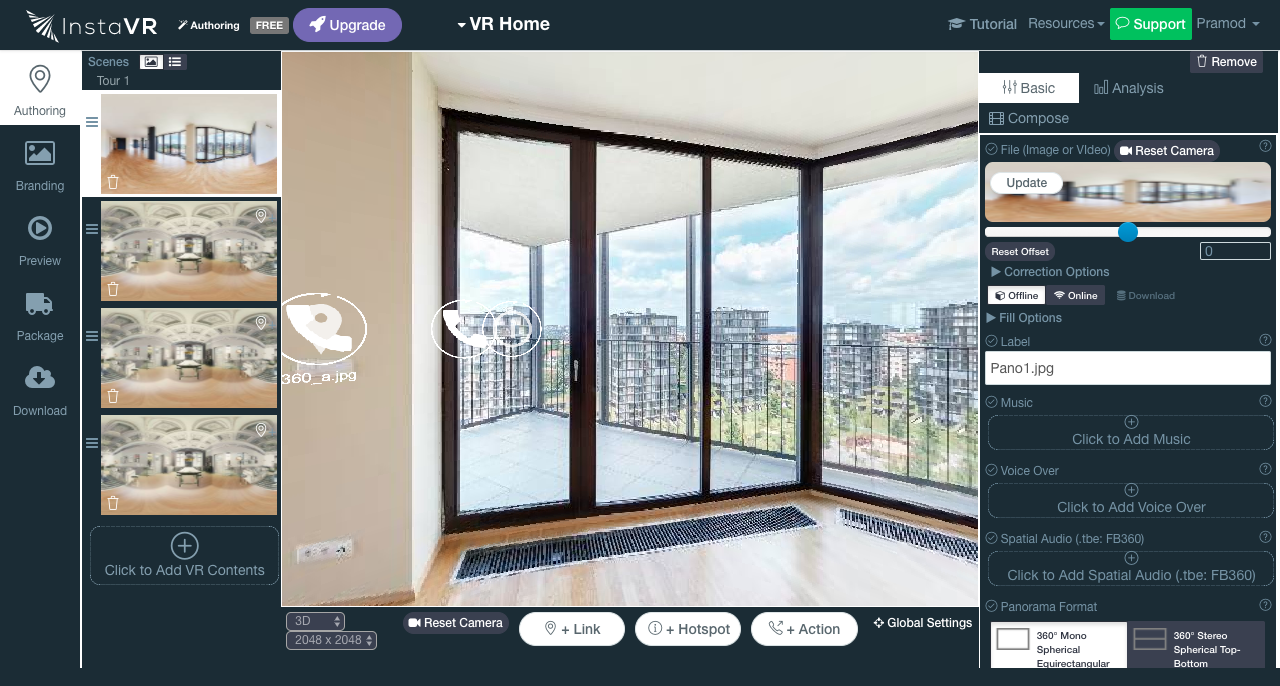 InstaVR
Authoring
FREE
Upgrade
VR Home
Tutorial
Resources
Support
Pramod
Authoring
Branding
Preview
Package
Download
Scenes
Tour 1
Click to Add VR Contents
360_a.jpg
3D
2048 x 2048
Reset Camera
+ Link
+ Hotspot
+ Action
Global Settings
Remove
Basic
Analysis
Compose
File (Image or VIdeo)
Reset Camera
Update
Reset Offset
0
Correction Options
Offline
Online
Download
Fill Options
Label
Pano1.jpg
Music
Click to Add Music
Voice Over
Click to Add Voice Over
Spatial Audio (.tbe: FB360)
Click to Add Spatial Audio (.tbe: FB360)
Panorama Format
360° Mono
Spherical
Equirectangular
360° Stereo
Spherical Top-
Bottom